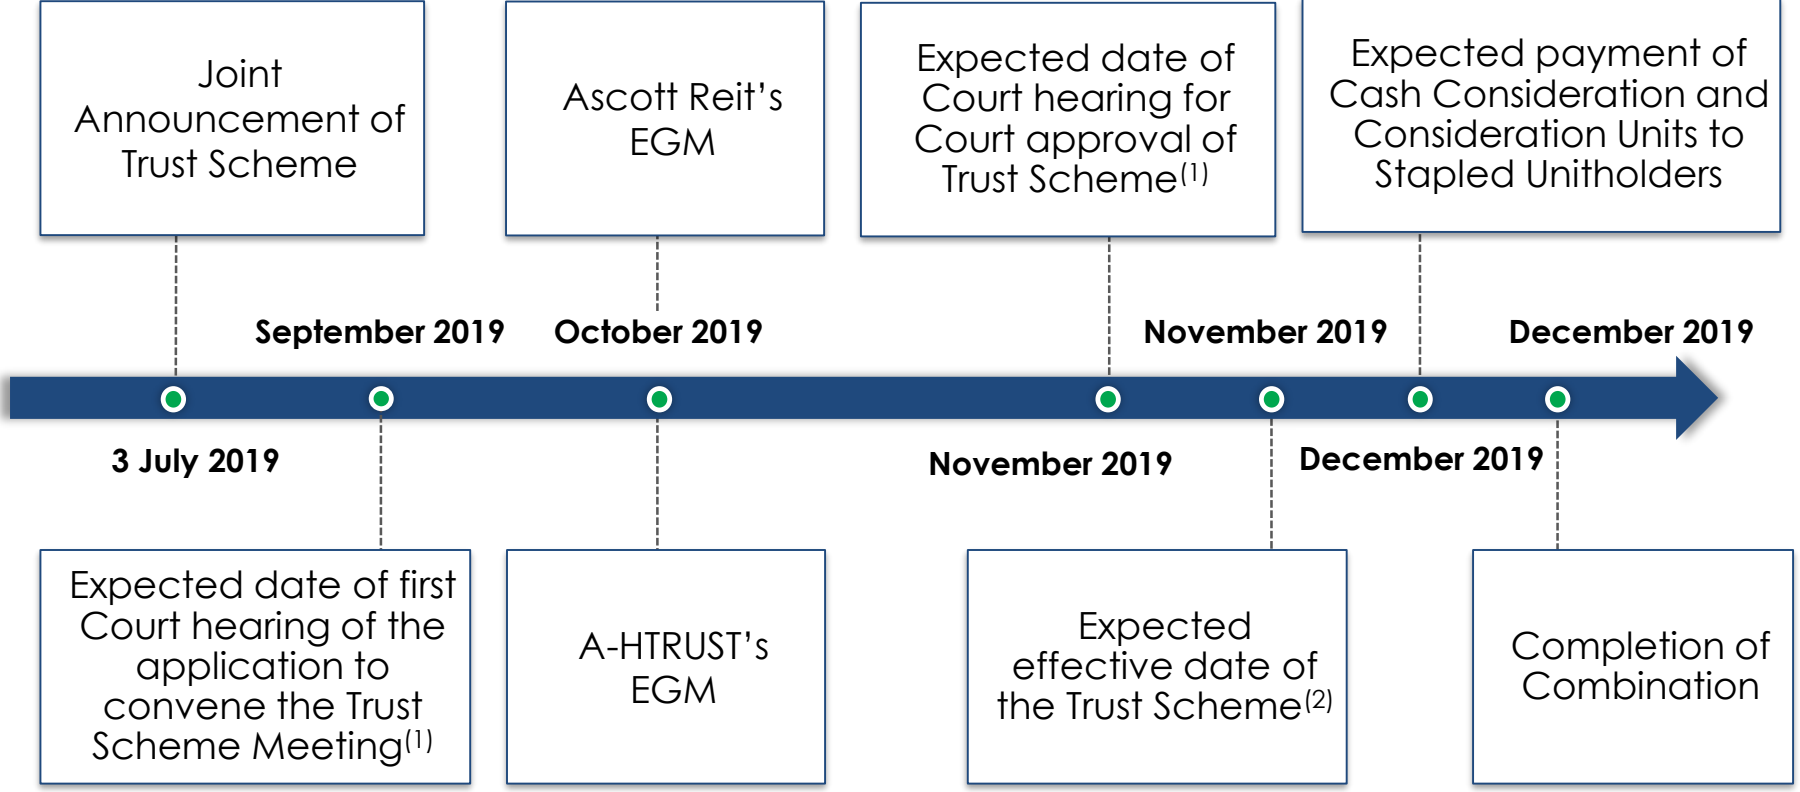 Joint
Announcement of
Trust Scheme
Ascott Reit’s
EGM
Expected date of
Court hearing for
Court approval of
Trust Scheme(1)
Expected payment of
Cash Consideration and
Consideration Units to
Stapled Unitholders
September 2019
October 2019
November 2019
December 2019
3 July 2019
November 2019
December 2019
Expected date of first
Court hearing of the
application to
convene the Trust
Scheme Meeting(1)
A-HTRUST’s
EGM
Expected
effective date of
the Trust Scheme(2)
Completion of
Combination